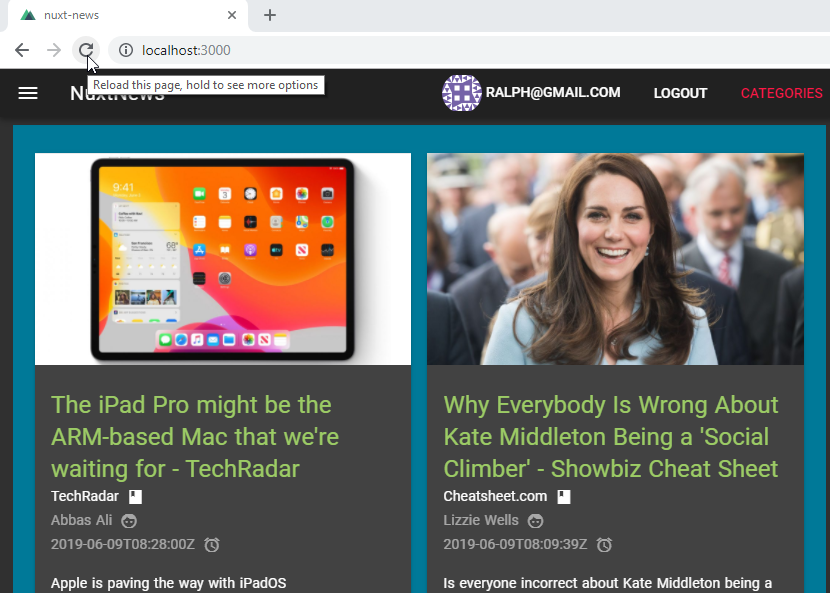 nuxt-news
localhost:3000
Reload this page, hold to see more options
NuxtNews
RALPH@GMAIL.COM
LOGOUT
CATEGORIES
9:41
The iPad Pro might be the
ARM-based Mac that we're
waiting for - TechRadar
TechRadar
Abbas Ali
2019-06-09T08:28:00Z
Apple is paving the way with iPadOS
Why Everybody Is Wrong About
Kate Middleton Being a 'Social
Climber' - Showbiz Cheat Sheet
Cheatsheet.com
Lizzie Wells
2019-06-09T08:09:39Z
Is everyone incorrect about Kate Middleton being a